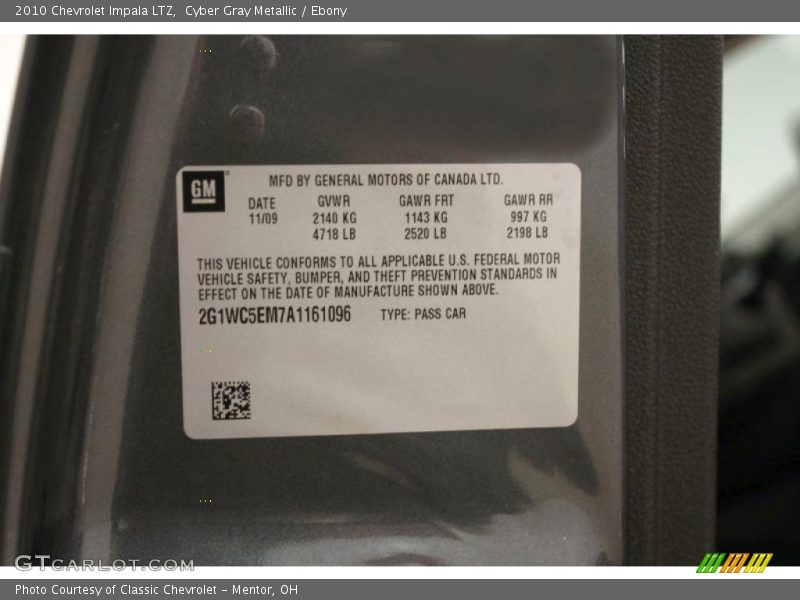 2010 Chevrolet Impala LTZ, Cyber Gray Metallic / Ebony
GM
MFD BY GENERAL MOTORS OF CANADA LTD.
DATE GVWR GAWR FRT GAWR RR
11/09 2140 KG 1143 KG 997 KG
4718 LB 2520 LB 2198 LB
THIS VEHICLE CONFORMS TO ALL APPLICABLE U.S. FEDERAL MOTOR
VEHICLE SAFETY, BUMPER, AND THEFT PREVENTION STANDARDS IN
EFFECT ON THE DATE OF MANUFACTURE SHOWN ABOVE.
2G1WC5EM7A1161096 TYPE: PASS CAR
GTCARLOT.COM
Photo Courtesy of Classic Chevrolet - Mentor, OH